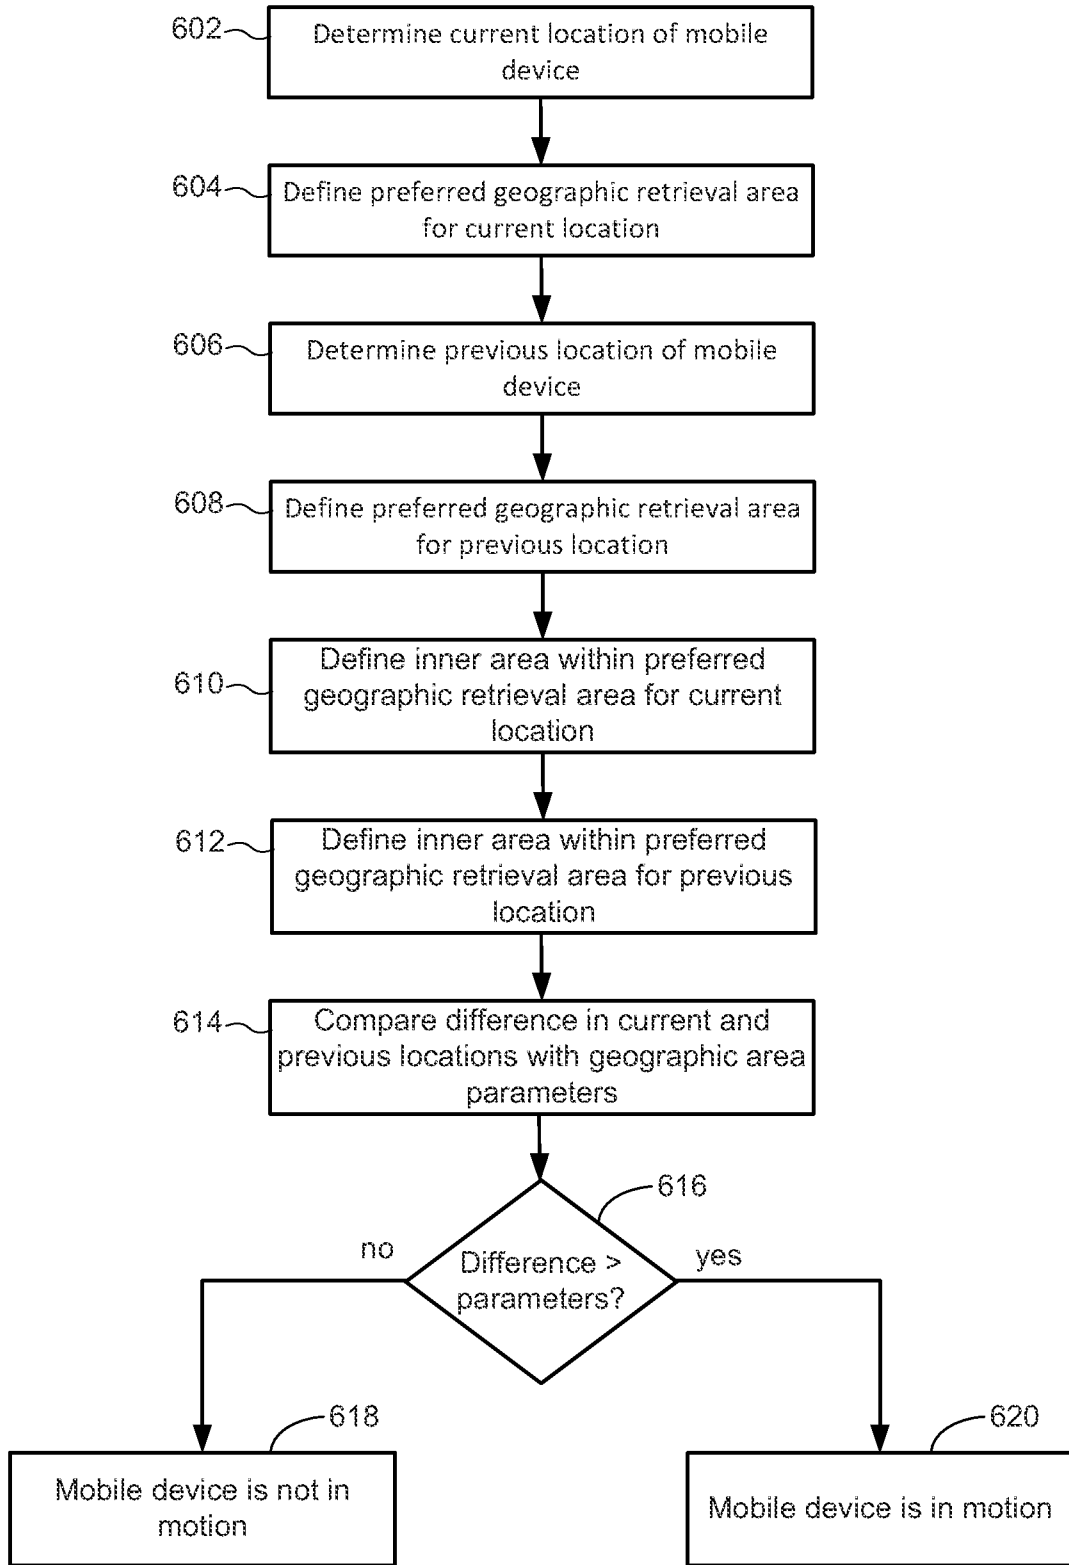 602
Determine current location of mobile
device
604
Define preferred geographic retrieval area
for current location
606
Determine previous location of mobile
device
608
Define preferred geographic retrieval area
for previous location
610
Define inner area within preferred
geographic retrieval area for current
location
612
Define inner area within preferred
geographic retrieval area for previous
location
614
Compare difference in current and
previous locations with geographic area
parameters
616
no
Difference >
parameters?
yes
618
Mobile device is not in
motion
620
Mobile device is in motion